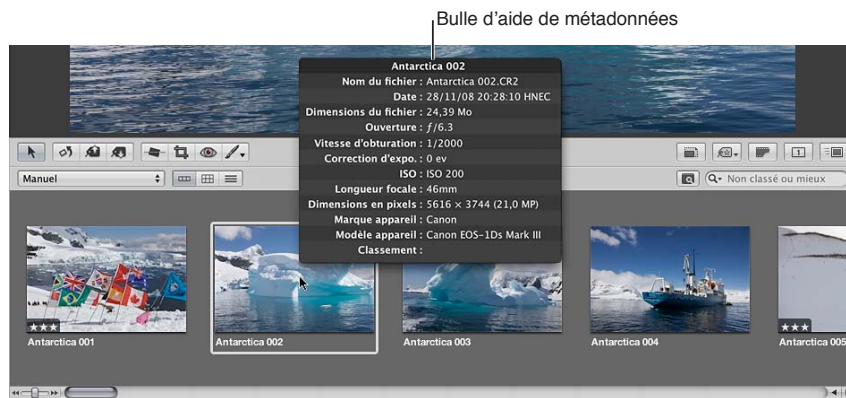 Bulle d'aide de métadonnées
Antarctica 002
Nom du fichier : Antarctica 002.CR2
Date : 28/11/08 20:28:10 HNEC
Dimensions du fichier : 24,39 Mo
Ouverture : ƒ/6.3
Vitesse d'obturation : 1/2000
Correction d'expo. : 0 ev
ISO : ISO 200
Longueur focale : 46mm
Dimensions en pixels : 5616 × 3744 (21,0 MP)
Marque appareil : Canon
Modèle appareil : Canon EOS-1Ds Mark III
Classement :
1
Manuel
Non classé ou mieux
Antarctica 001
Antarctica 002
Antarctica 003
Antarctica 004
Antarctica 005